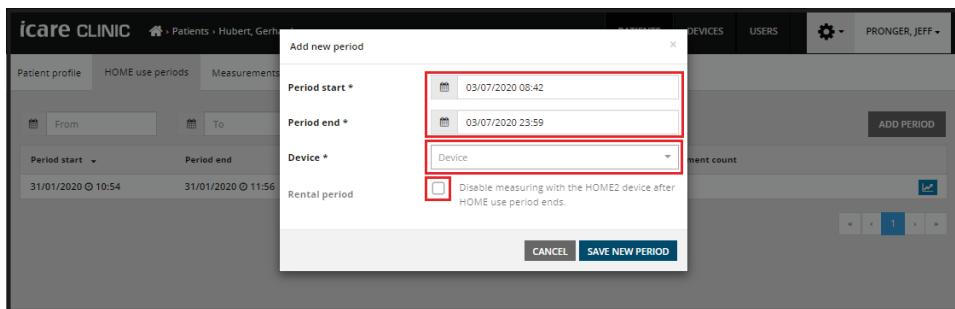 icare CLINIC
› Patients › Hubert, Gerh
DEVICES
USERS
PRONGER, JEFF
Patient profile
HOME use periods
Measurements
From
To
ADD PERIOD
Period start
Period end
ment count
31/01/2020 10:54
31/01/2020 11:56
« ‹ 1 › »
Add new period
×
Period start *
03/07/2020 08:42
Period end *
03/07/2020 23:59
Device *
Device
Rental period
Disable measuring with the HOME2 device after
HOME use period ends.
CANCEL
SAVE NEW PERIOD